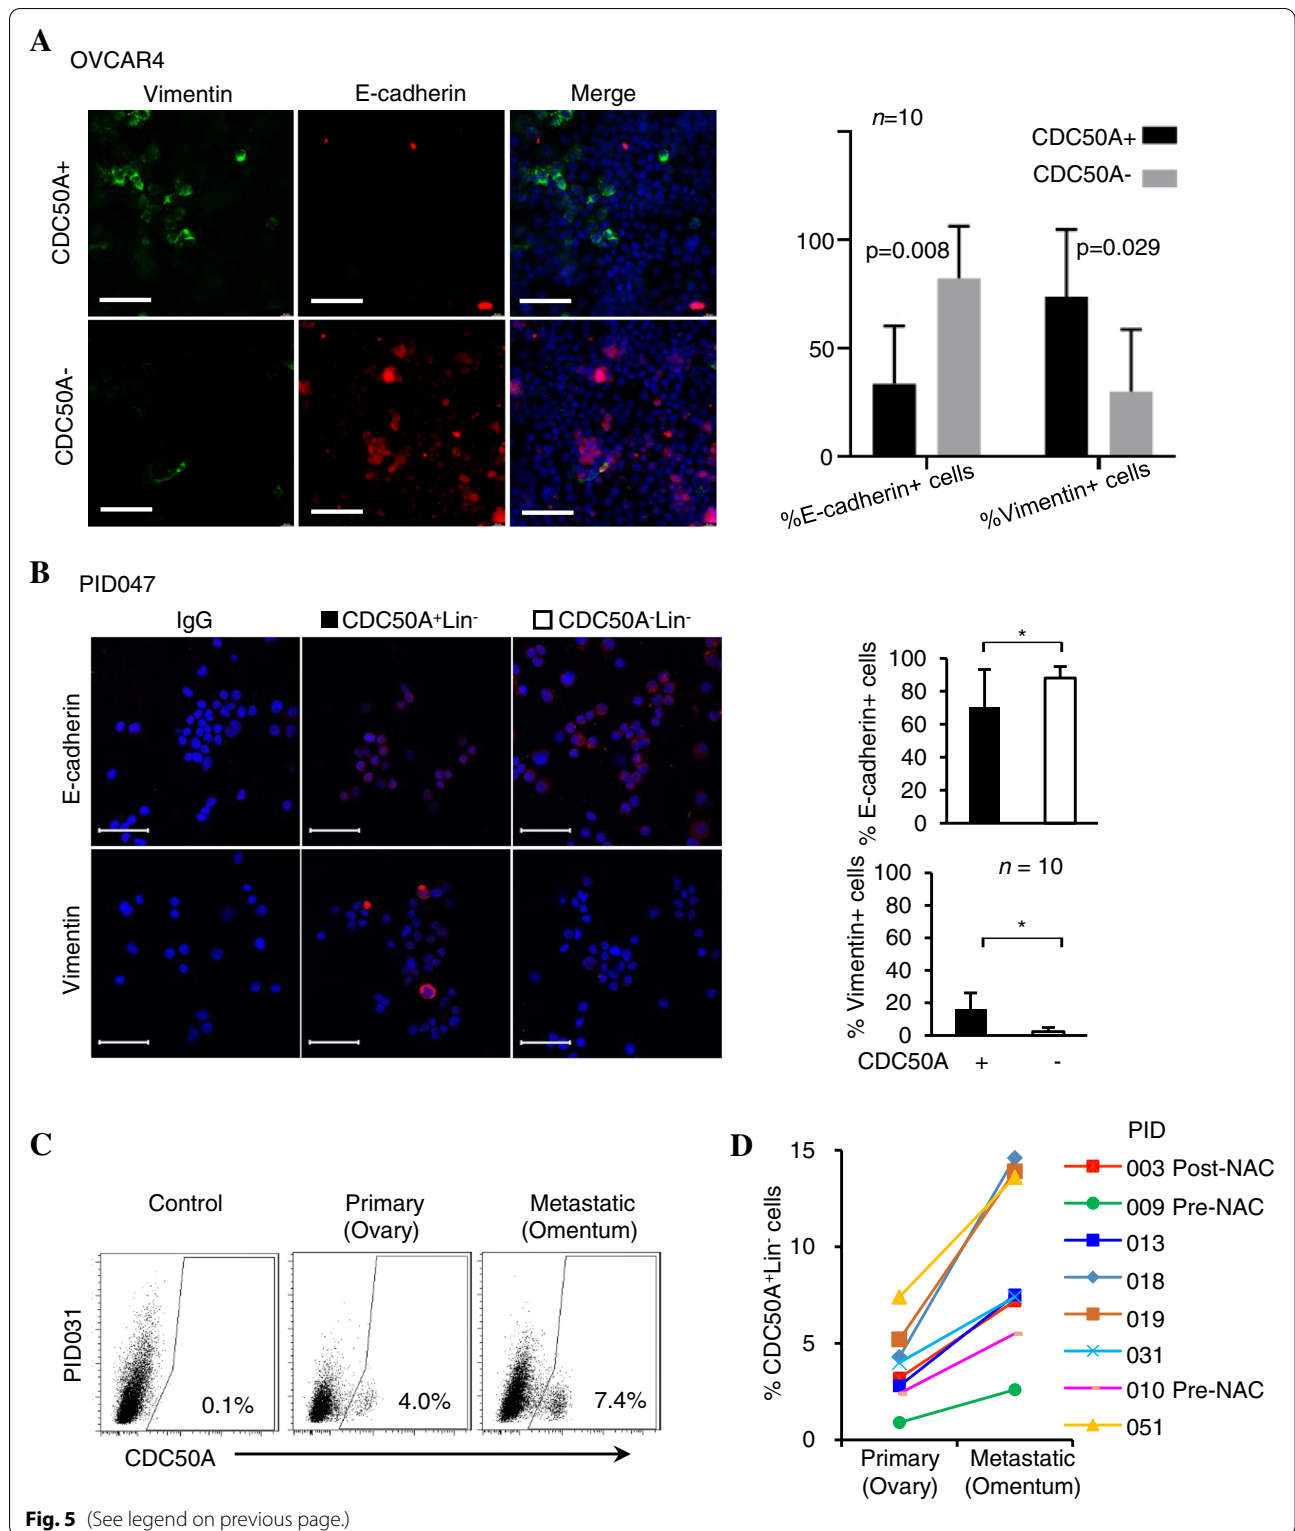 A
OVCAR4
Vimentin
E-cadherin
Merge
CDC50A+
CDC50A-
n=10
CDC50A+
CDC50A-
100
50
0
p=0.008
p=0.029
%E-cadherin+ cells
%Vimentin+ cells
B
PID047
IgG
CDC50A+Lin-
CDC50A-Lin-
E-cadherin
Vimentin
% E-cadherin+ cells
100
80
60
40
20
0
*
% Vimentin+ cells
n = 10
100
80
60
40
20
0
*
CDC50A + -
C
Control
Primary
(Ovary)
Metastatic
(Omentum)
PID031
0.1%
4.0%
7.4%
CDC50A
D
% CDC50A+Lin- cells
15
10
5
0
Primary
(Ovary)
Metastatic
(Omentum)
PID
003 Post-NAC
009 Pre-NAC
013
018
019
031
010 Pre-NAC
051
Fig. 5 (See legend on previous page.)